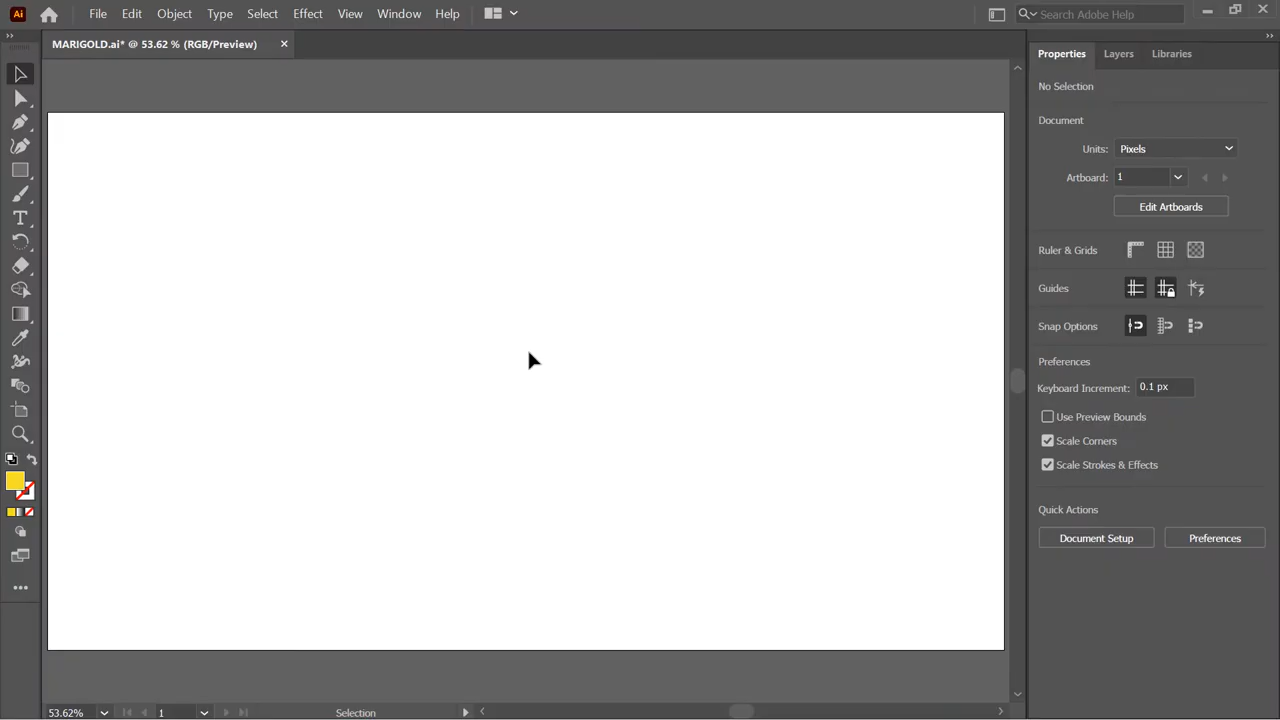 Ai File Edit Object Type Select Effect View Window Help Search Adobe Help
MARIGOLD.ai* @ 53.62 % (RGB/Preview)
Properties Layers Libraries
No Selection
Document
Units: Pixels
Artboard: 1
Edit Artboards
Ruler & Grids
Guides
Snap Options
Preferences
Keyboard Increment: 0.1 px
Use Preview Bounds
Scale Corners
Scale Strokes & Effects
Quick Actions
Document Setup Preferences
53.62% 1 Selection